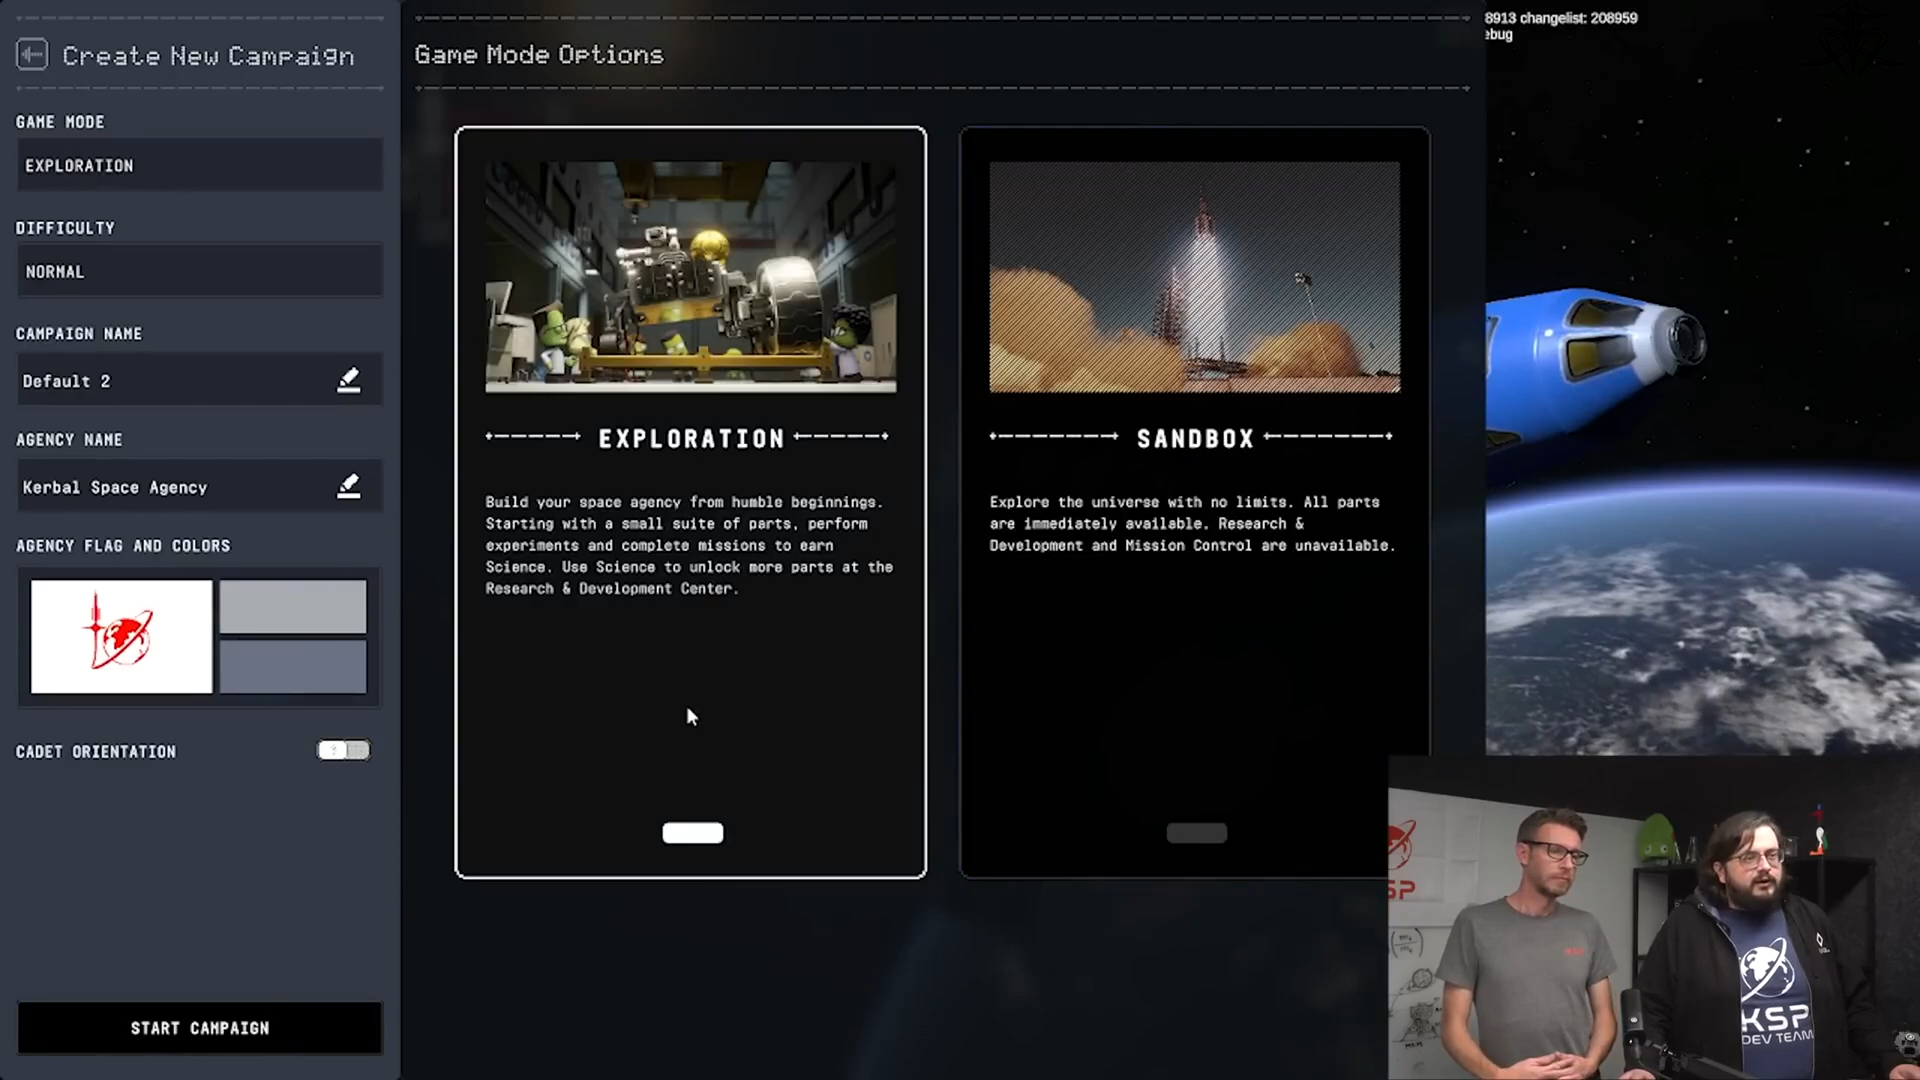 Create New Campaign
GAME MODE
EXPLORATION
DIFFICULTY
NORMAL
CAMPAIGN NAME
Default 2
AGENCY NAME
Kerbal Space Agency
AGENCY FLAG AND COLORS
CADET ORIENTATION
START CAMPAIGN
Game Mode Options
EXPLORATION
Build your space agency from humble beginnings.
Starting with a small suite of parts, perform
experiments and complete missions to earn
Science. Use Science to unlock more parts at the
Research & Development Center.
SANDBOX
Explore the universe with no limits. All parts
are immediately available. Research &
Development and Mission Control are unavailable.
8913 changelist: 208959
ebug
SP
KSP
DEV TEAM